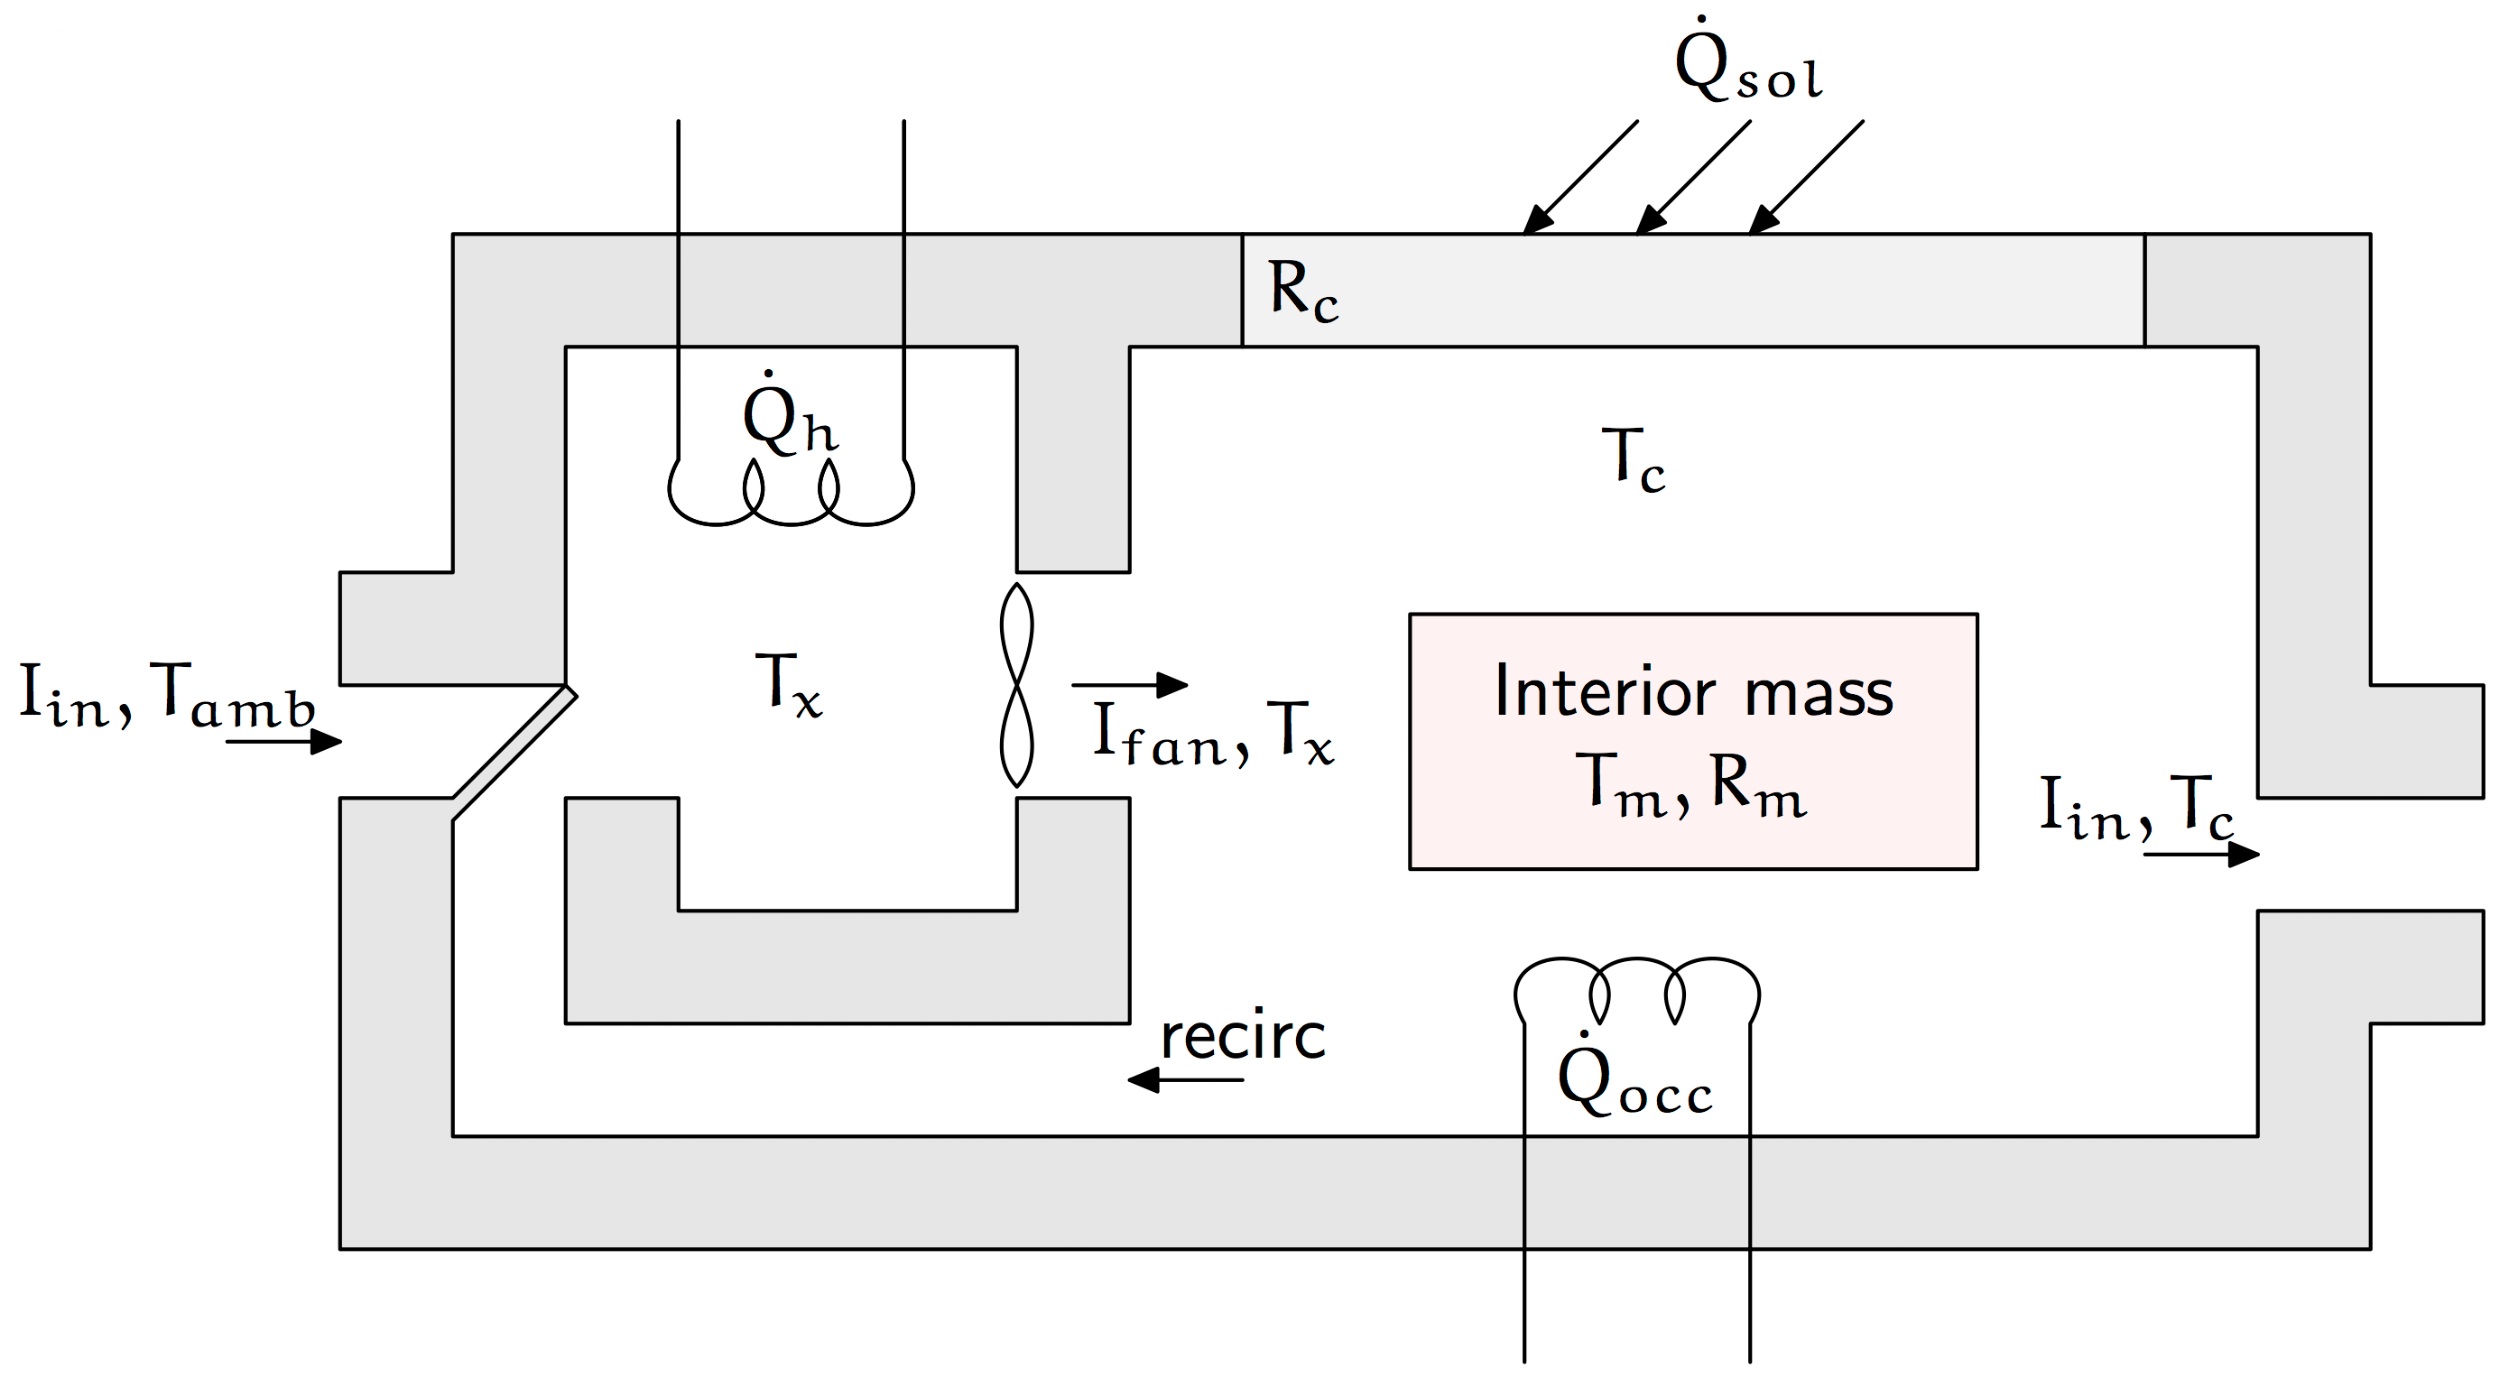 Q̇sol
Rc
Q̇h
Tc
Iin, Tamb
Tx
Ifan, Tx
Interior mass
Tm, Rm
Iin, Tc
recirc
Q̇occ